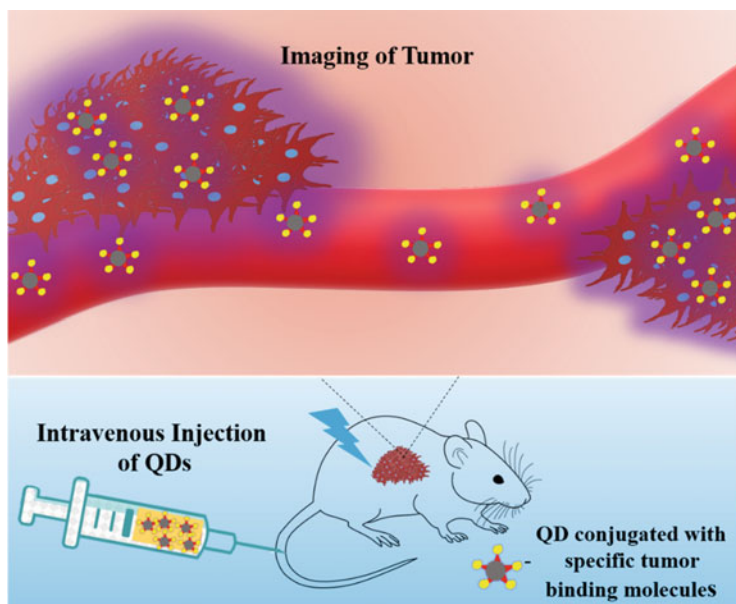 Imaging of Tumor
Intravenous Injection
of QDs
QD conjugated with
specific tumor
binding molecules